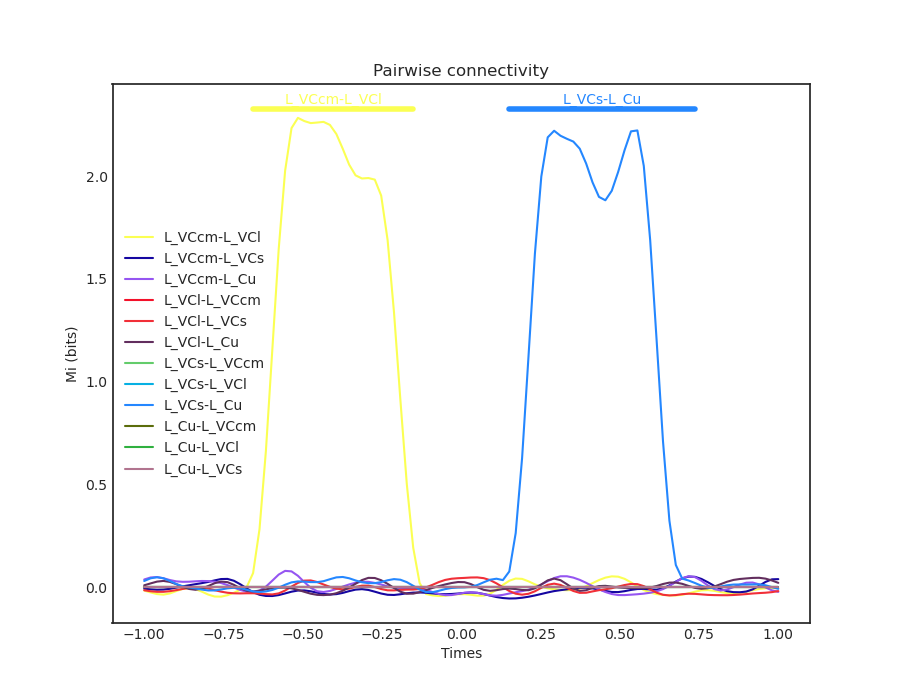 Pairwise connectivity
L_VCcm-L_VCl
L_VCs-L_Cu
2.0
1.5
1.0
0.5
0.0
Mi (bits)
L_VCcm-L_VCl
L_VCcm-L_VCs
L_VCcm-L_Cu
L_VCl-L_VCcm
L_VCl-L_VCs
L_VCl-L_Cu
L_VCs-L_VCcm
L_VCs-L_VCl
L_VCs-L_Cu
L_Cu-L_VCcm
L_Cu-L_VCl
L_Cu-L_VCs
−1.00 −0.75 −0.50 −0.25 0.00 0.25 0.50 0.75 1.00
Times